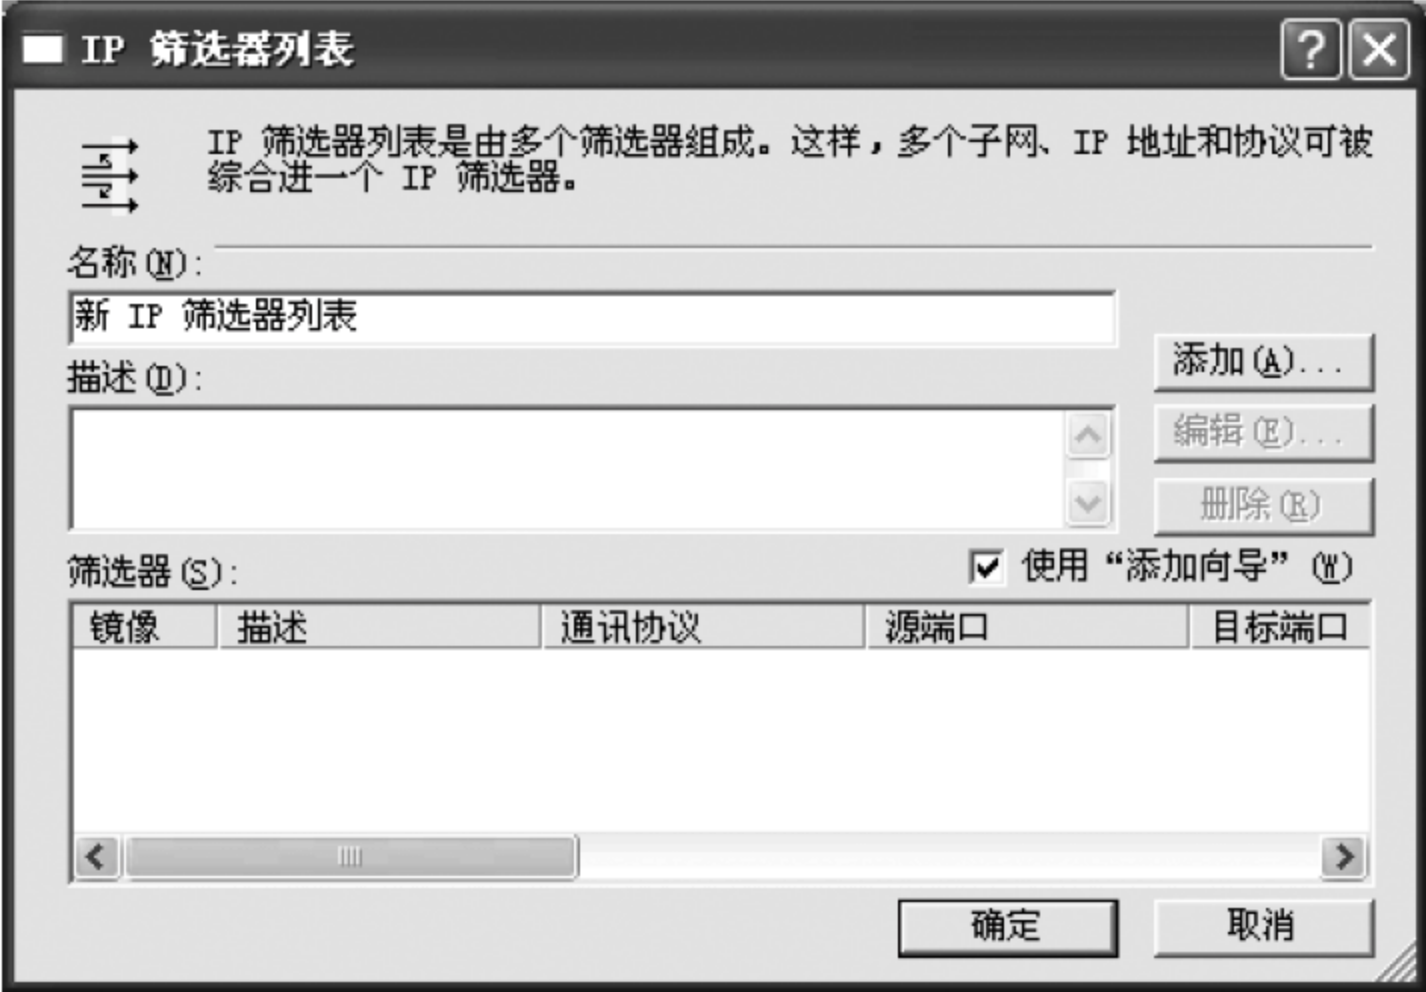 IP 筛选器列表
IP 筛选器列表是由多个筛选器组成。这样，多个子网、IP 地址和协议可被
综合进一个 IP 筛选器。
名称(N):
新 IP 筛选器列表
添加(A)...
描述(D):
编辑(E)...
删除(R)
筛选器(S):
使用“添加向导”(W)
镜像 描述 通讯协议 源端口 目标端口
确定 取消